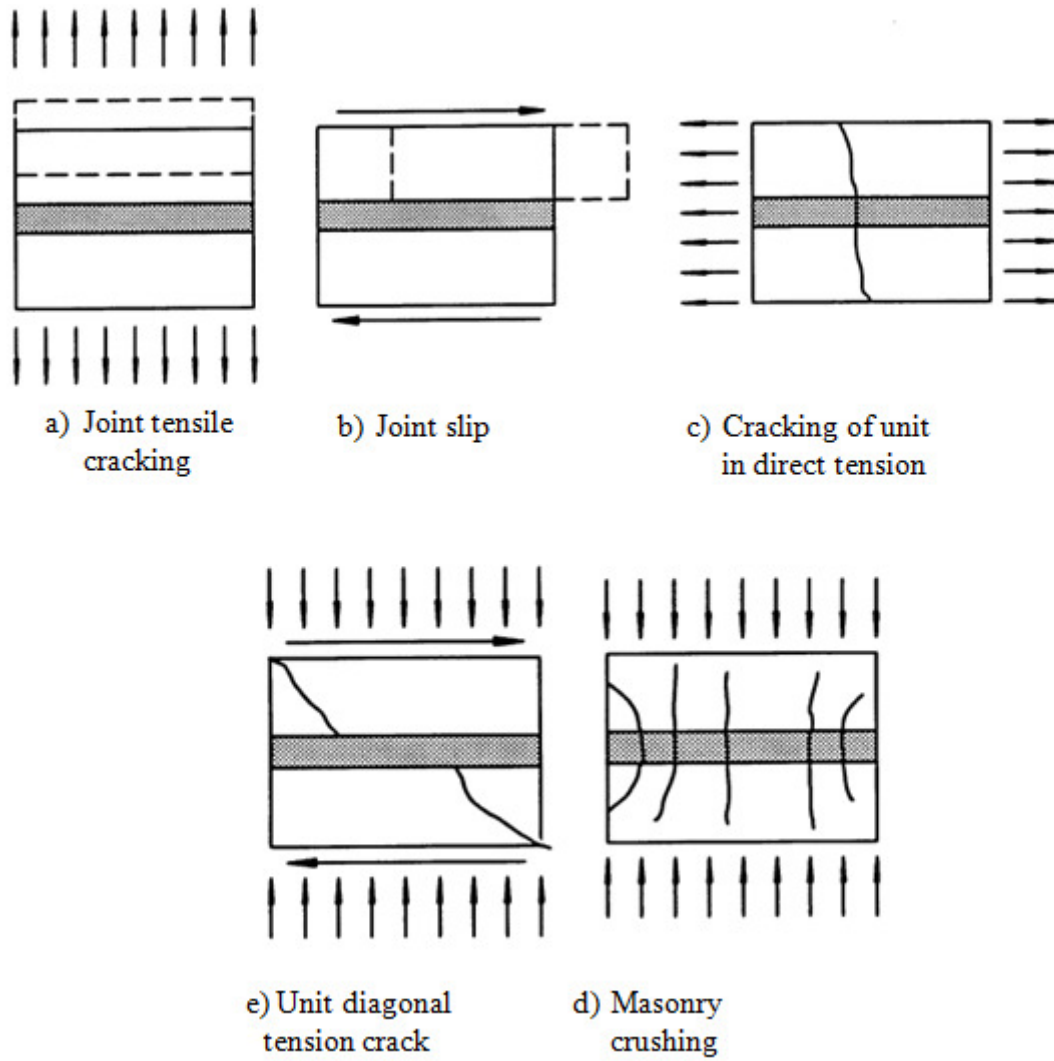 a) Joint tensile
cracking
b) Joint slip
c) Cracking of unit
in direct tension
e) Unit diagonal
tension crack
d) Masonry
crushing